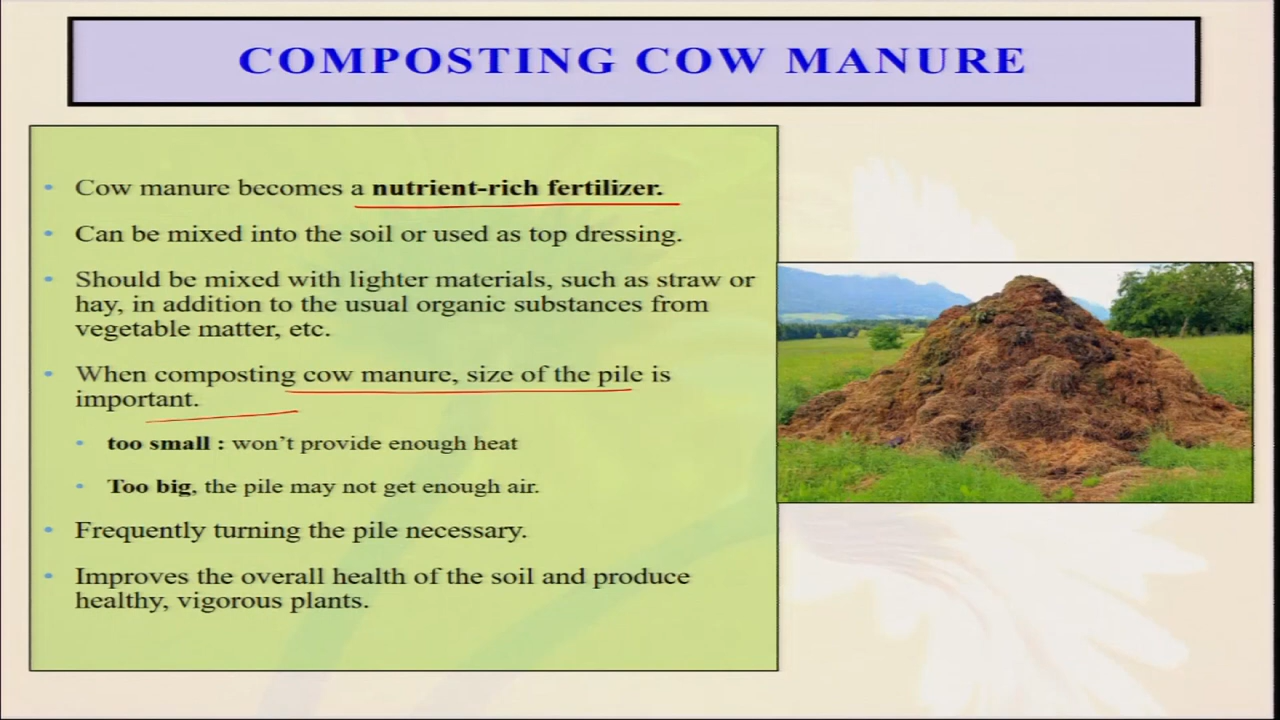 COMPOSTING COW MANURE
• Cow manure becomes a nutrient-rich fertilizer.
• Can be mixed into the soil or used as top dressing.
• Should be mixed with lighter materials, such as straw or
hay, in addition to the usual organic substances from
vegetable matter, etc.
• When composting cow manure, size of the pile is
important.
• too small : won't provide enough heat
• Too big, the pile may not get enough air.
• Frequently turning the pile necessary.
• Improves the overall health of the soil and produce
healthy, vigorous plants.